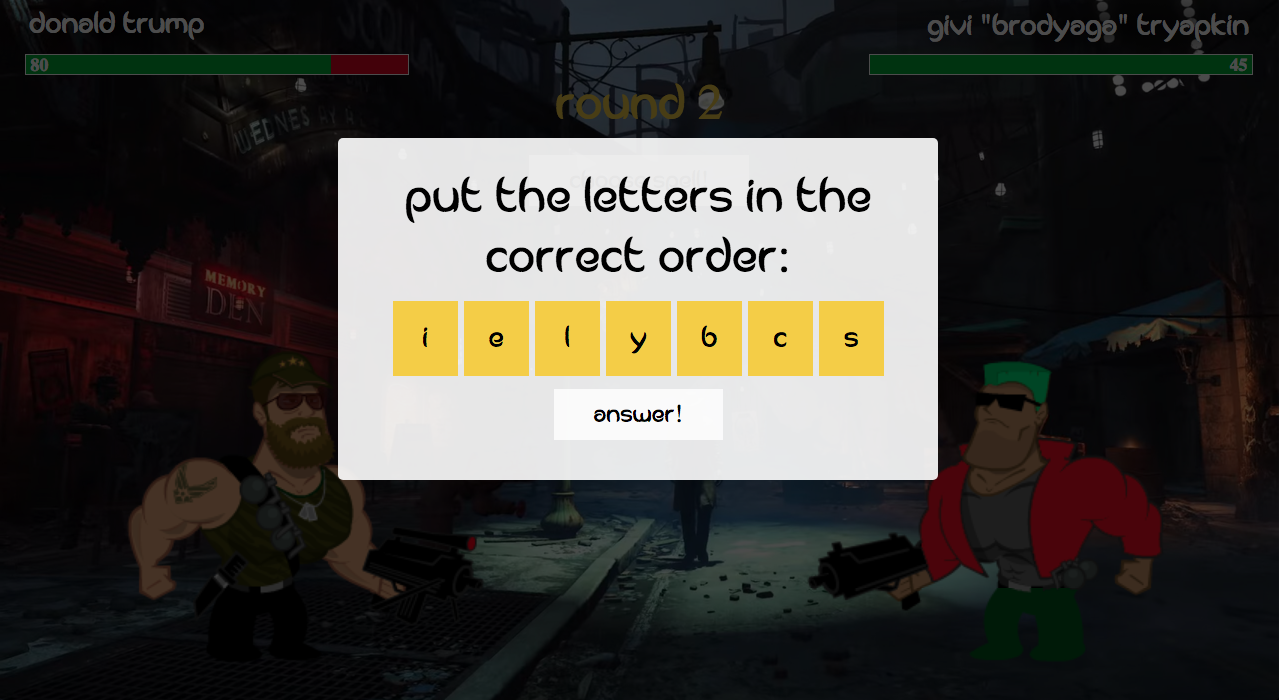 donald trump
givi "brodyaga" tryapkin
80
45
round 2
put the letters in the
correct order:
i e l y b c s
answer!
MEMORY
DEN